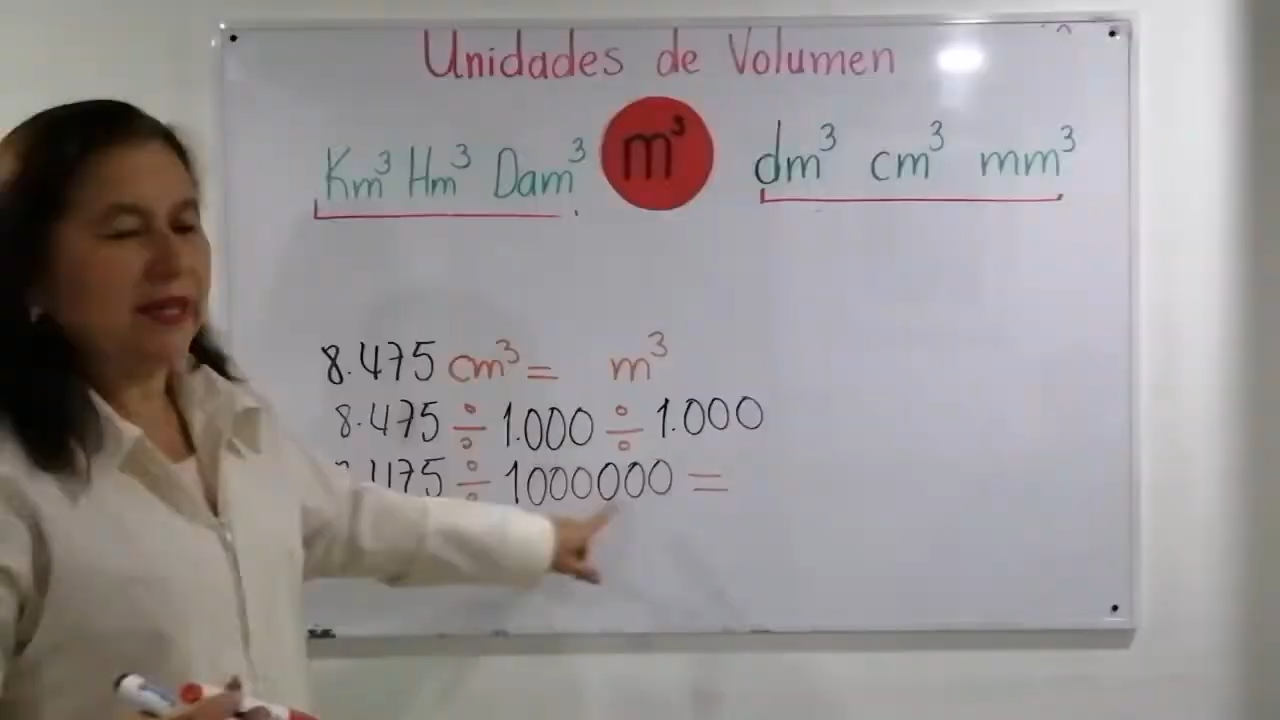 Unidades de Volumen
Km³ Hm³ Dam³ m³ dm³ cm³ mm³
8.475 cm³ = m³
8.475 ÷ 1.000 ÷ 1.000
÷ 1000000 =